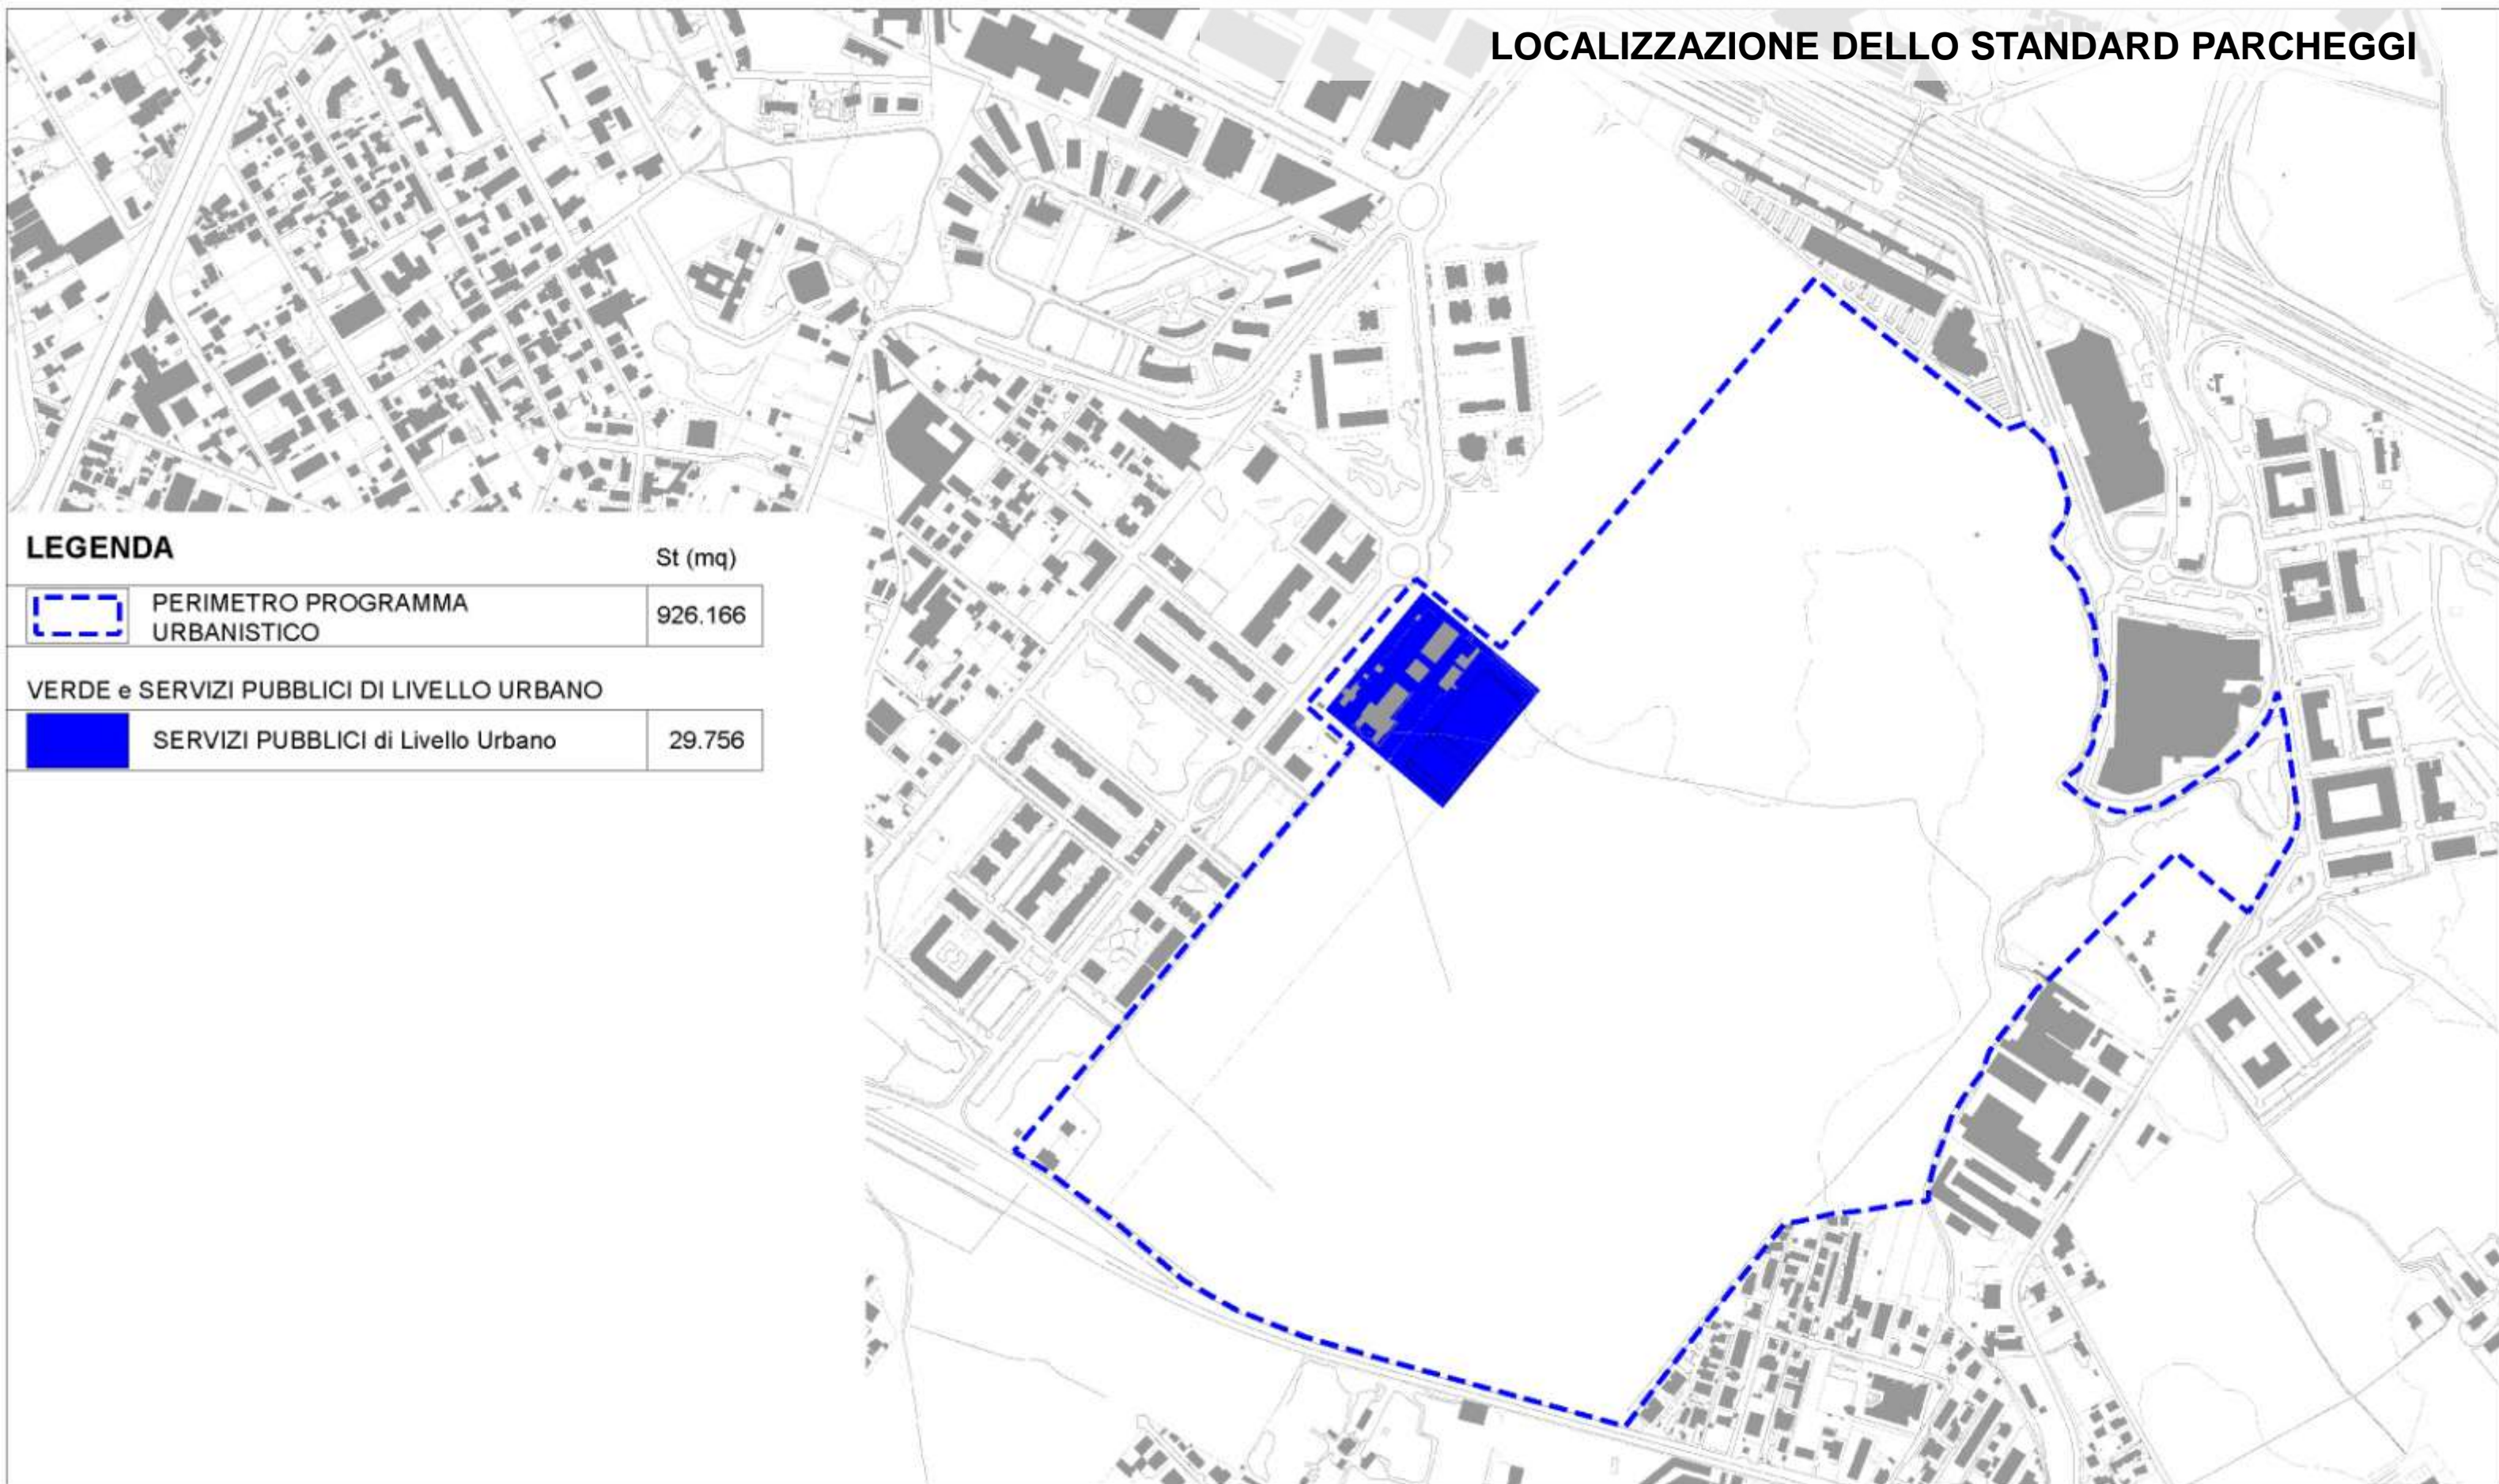 LOCALIZZAZIONE DELLO STANDARD PARCHEGGI
LEGENDA
St (mq)
PERIMETRO PROGRAMMA
URBANISTICO
926.166
VERDE e SERVIZI PUBBLICI DI LIVELLO URBANO
SERVIZI PUBBLICI di Livello Urbano
29.756